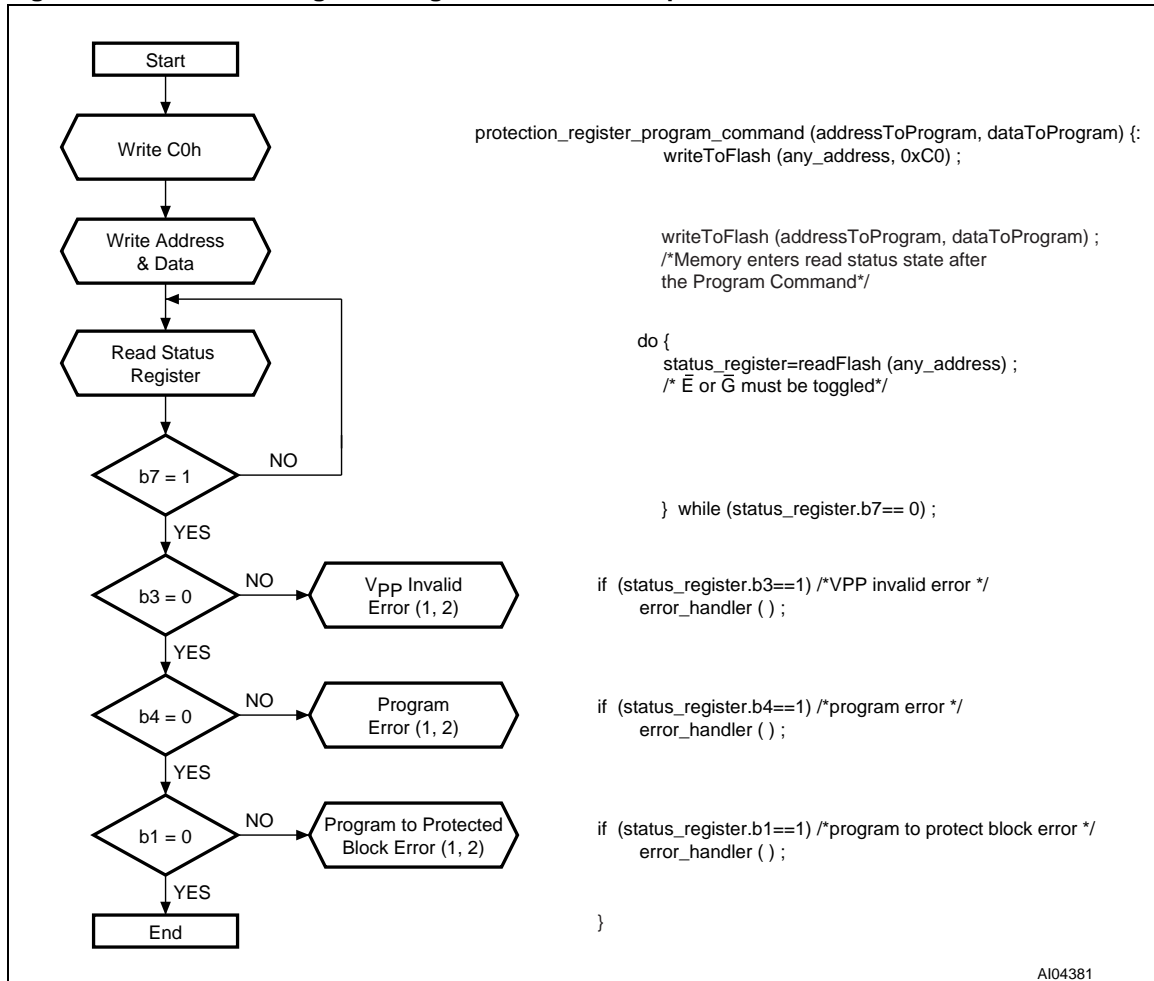 Start
Write C0h
Write Address
& Data
Read Status
Register
b7 = 1
NO
YES
b3 = 0
NO
VPP Invalid
Error (1, 2)
YES
b4 = 0
NO
Program
Error (1, 2)
YES
b1 = 0
NO
Program to Protected
Block Error (1, 2)
YES
End
protection_register_program_command (addressToProgram, dataToProgram) {:
writeToFlash (any_address, 0xC0) ;
writeToFlash (addressToProgram, dataToProgram) ;
/*Memory enters read status state after
the Program Command*/
do {
status_register=readFlash (any_address) ;
/* E̅ or G̅ must be toggled*/
} while (status_register.b7== 0) ;
if (status_register.b3==1) /*VPP invalid error */
error_handler ( ) ;
if (status_register.b4==1) /*program error */
error_handler ( ) ;
if (status_register.b1==1) /*program to protect block error */
error_handler ( ) ;
}
AI04381